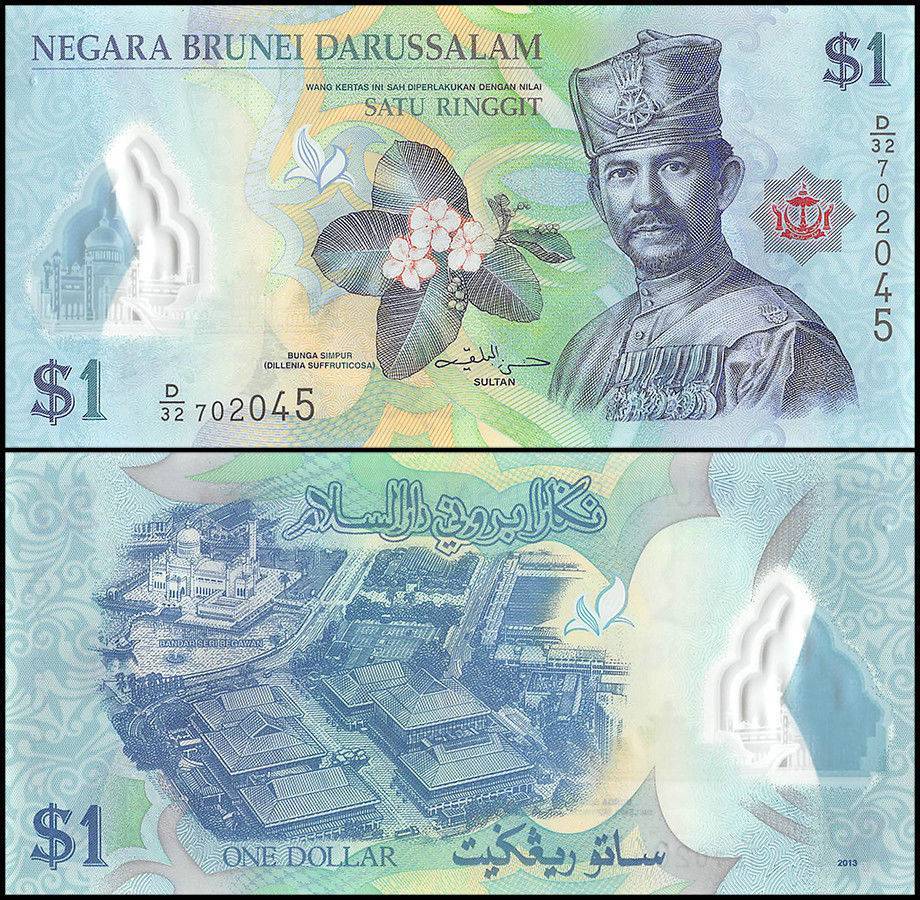 NEGARA BRUNEI DARUSSALAM
$1
WANG KERTAS INI SAH DIPERLAKUKAN DENGAN NILAI
SATU RINGGIT
D/32 702045
BUNGA SIMPUR
(DILLENIA SUFFRUTICOSA)
SULTAN
$1
D/32 702045
نݢارا بروني دارالسلام
BANDAR SERI BEGAWAN
$1
ONE DOLLAR
ساتو ريڠݢيت
2013